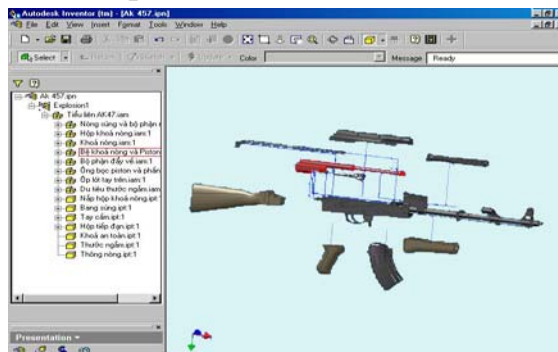 Autodesk Inventor (tm) - [Ak 457.ipn]
File Edit View Insert Format Tools Window Help
Select Return Sketch Update Color Message Ready
Ak 457.ipn
Explosion1
Tiểu liên AK47.iam
Nòng súng và bộ phận n
Hộp khoá nòng.iam:1
Khoá nòng.iam:1
Bệ khoá nòng và Piston
Bộ phận đẩy về.iam:1
Ống bọc piston và phần
Ốp lót tay trên.iam:1
Du tiêu thước ngắm.iam
Nắp hộp khoá nòng.ipt:1
Bang súng.ipt:1
Tay cầm.ipt:1
Hộp tiếp đạn.ipt:1
Khoá an toàn.ipt:1
Thước ngắm.ipt:1
Thông nòng.ipt:1
Presentation